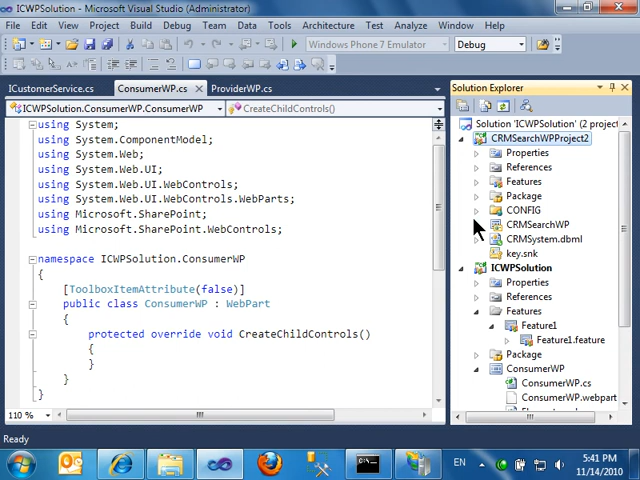 ICWPSolution - Microsoft Visual Studio (Administrator)
File Edit View Project Build Debug Team Data Tools Architecture Test Analyze Window Help
Windows Phone 7 Emulator Debug
ICustomerService.cs ConsumerWP.cs ProviderWP.cs
ICWPSolution.ConsumerWP.ConsumerWP CreateChildControls()
using System;
using System.ComponentModel;
using System.Web;
using System.Web.UI;
using System.Web.UI.WebControls;
using System.Web.UI.WebControls.WebParts;
using Microsoft.SharePoint;
using Microsoft.SharePoint.WebControls;
namespace ICWPSolution.ConsumerWP
{
[ToolboxItemAttribute(false)]
public class ConsumerWP : WebPart
{
protected override void CreateChildControls()
{
}
}
}
110 %
Solution Explorer
Solution 'ICWPSolution' (2 project
CRMSearchWPProject2
Properties
References
Features
Package
CONFIG
CRMSearchWP
CRMSystem.dbml
key.snk
ICWPSolution
Properties
References
Features
Feature1
Feature1.feature
Package
ConsumerWP
ConsumerWP.cs
ConsumerWP.webpart
Ready
EN
5:41 PM
11/14/2010